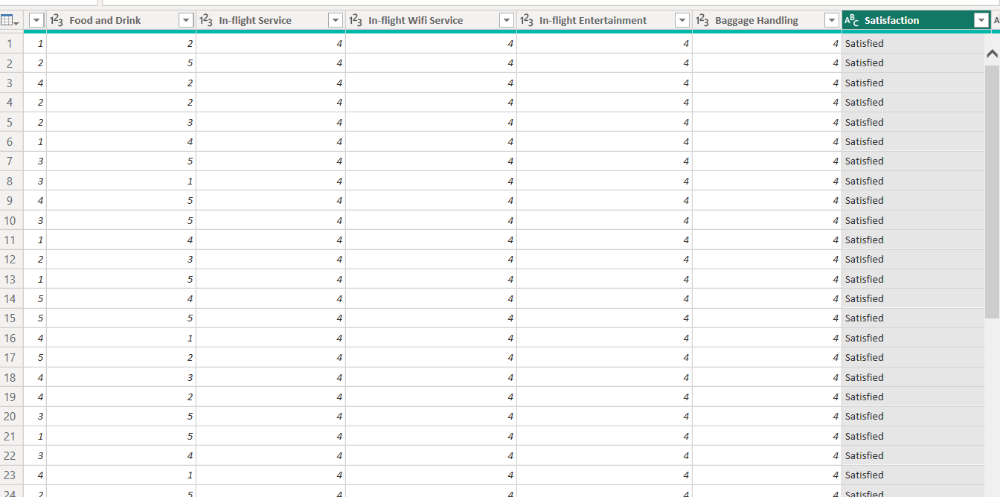 1²3 Food and Drink 1²3 In-flight Service 1²3 In-flight Wifi Service 1²3 In-flight Entertainment 1²3 Baggage Handling ABC Satisfaction A
1 1 2 4 4 4 4 Satisfied
2 2 5 4 4 4 4 Satisfied
3 4 2 4 4 4 4 Satisfied
4 2 2 4 4 4 4 Satisfied
5 2 3 4 4 4 4 Satisfied
6 1 4 4 4 4 4 Satisfied
7 3 5 4 4 4 4 Satisfied
8 3 1 4 4 4 4 Satisfied
9 4 5 4 4 4 4 Satisfied
10 3 5 4 4 4 4 Satisfied
11 1 4 4 4 4 4 Satisfied
12 2 3 4 4 4 4 Satisfied
13 1 5 4 4 4 4 Satisfied
14 5 4 4 4 4 4 Satisfied
15 5 5 4 4 4 4 Satisfied
16 4 1 4 4 4 4 Satisfied
17 5 2 4 4 4 4 Satisfied
18 4 3 4 4 4 4 Satisfied
19 4 2 4 4 4 4 Satisfied
20 3 5 4 4 4 4 Satisfied
21 1 5 4 4 4 4 Satisfied
22 3 4 4 4 4 4 Satisfied
23 4 1 4 4 4 4 Satisfied
24 2 5 4 4 4 4 Satisfied